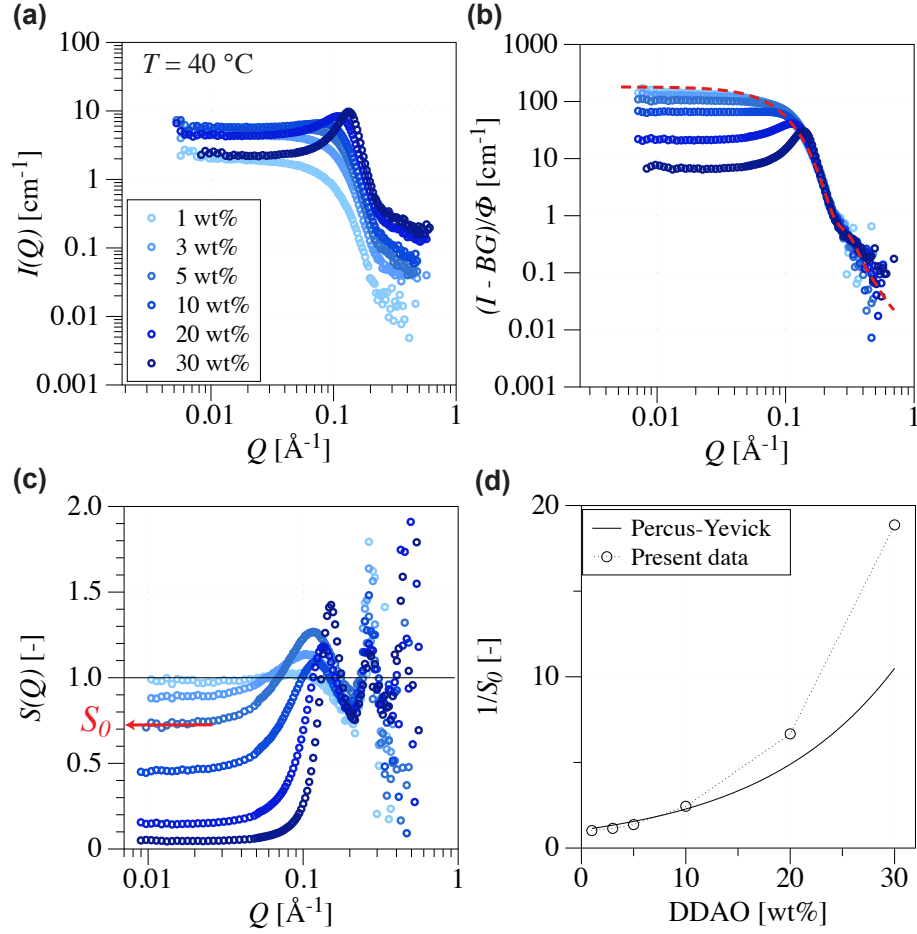 (a)
100
10
1
0.1
0.01
0.001
I(Q) [cm⁻¹]
T = 40 °C
1 wt%
3 wt%
5 wt%
10 wt%
20 wt%
30 wt%
0.01
0.1
1
Q [Å⁻¹]
(b)
1000
100
10
1
0.1
0.01
0.001
(I - BG)/Φ [cm⁻¹]
0.01
0.1
1
Q [Å⁻¹]
(c)
2.0
1.5
1.0
0.5
0
S(Q) [-]
S₀
0.01
0.1
1
Q [Å⁻¹]
(d)
20
10
0
1/S₀ [-]
Percus-Yevick
Present data
0
10
20
30
DDAO [wt%]